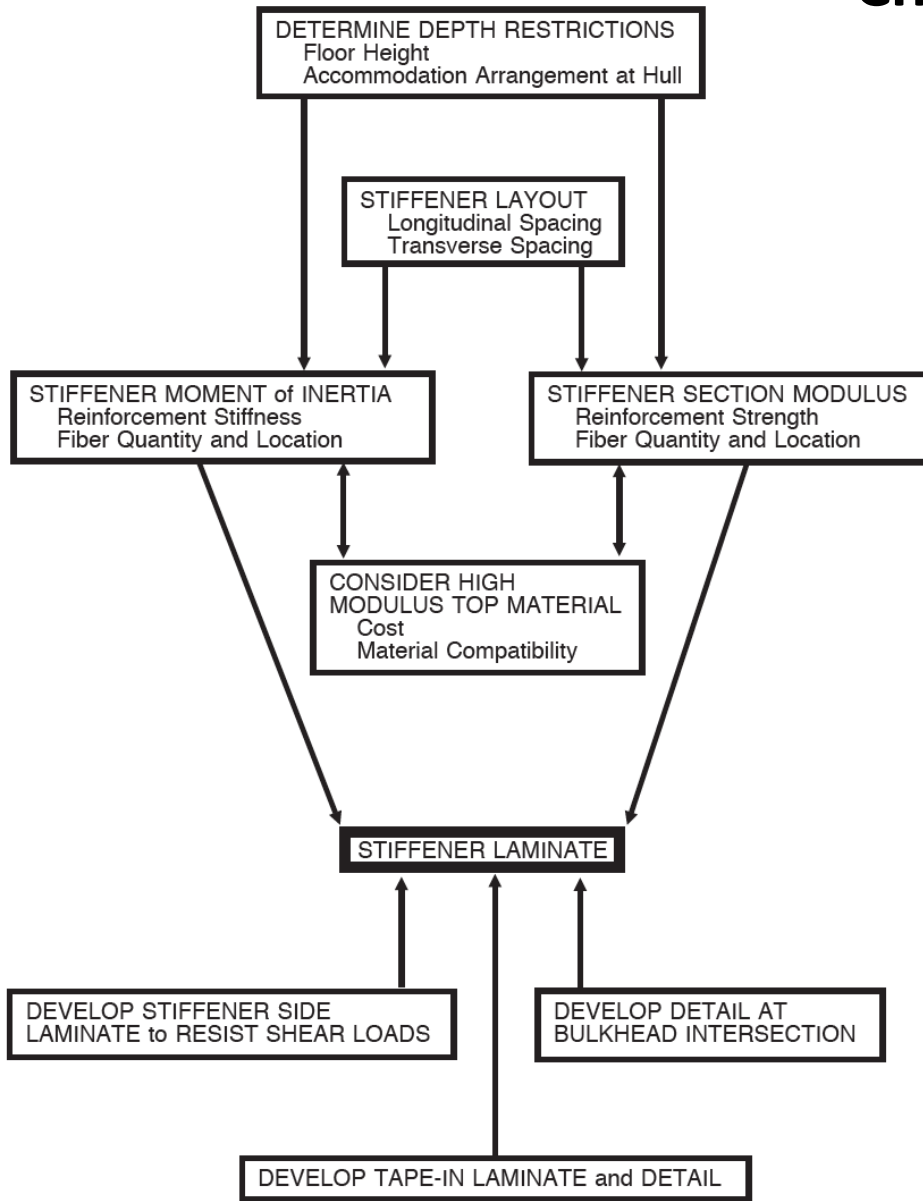 DETERMINE DEPTH RESTRICTIONS
Floor Height
Accommodation Arrangement at Hull
STIFFENER LAYOUT
Longitudinal Spacing
Transverse Spacing
STIFFENER MOMENT of INERTIA
Reinforcement Stiffness
Fiber Quantity and Location
STIFFENER SECTION MODULUS
Reinforcement Strength
Fiber Quantity and Location
CONSIDER HIGH
MODULUS TOP MATERIAL
Cost
Material Compatibility
STIFFENER LAMINATE
DEVELOP STIFFENER SIDE
LAMINATE to RESIST SHEAR LOADS
DEVELOP DETAIL AT
BULKHEAD INTERSECTION
DEVELOP TAPE-IN LAMINATE and DETAIL